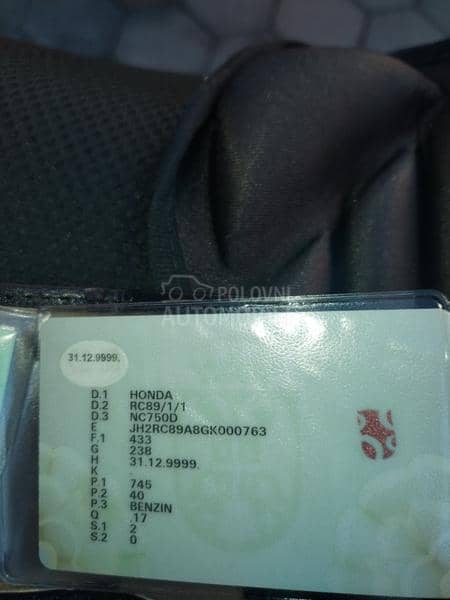 POLOVNI
AUTOMOBILI
31.12.9999.
D.1 HONDA
D.2 RC89/1/1
D.3 NC750D
E JH2RC89A8GK000763
F.1 433
G 238
H 31.12.9999.
K .
P.1 745
P.2 40
P.3 BENZIN
Q .17
S.1 2
S.2 0